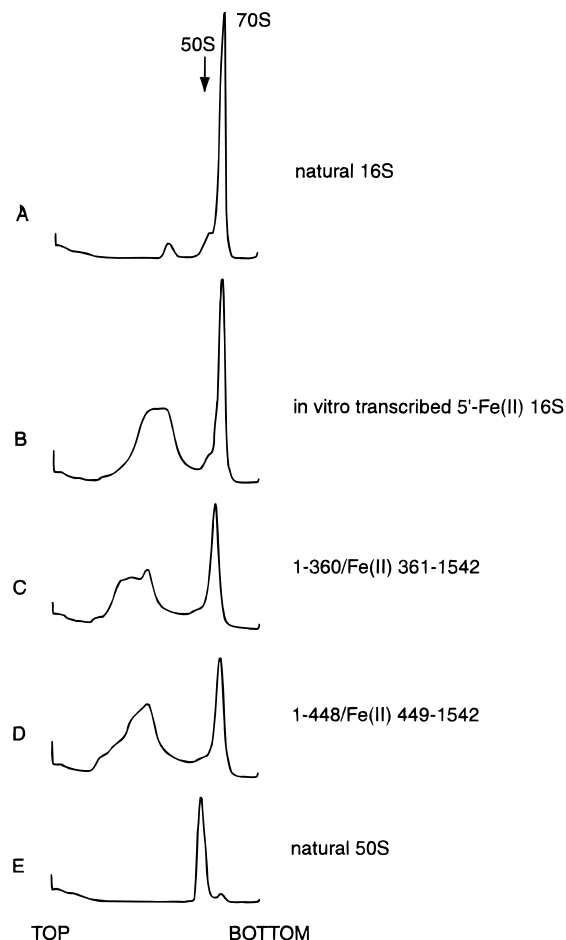 70S
50S
natural 16S
A
in vitro transcribed 5'-Fe(II) 16S
B
1-360/Fe(II) 361-1542
C
1-448/Fe(II) 449-1542
D
natural 50S
E
TOP BOTTOM